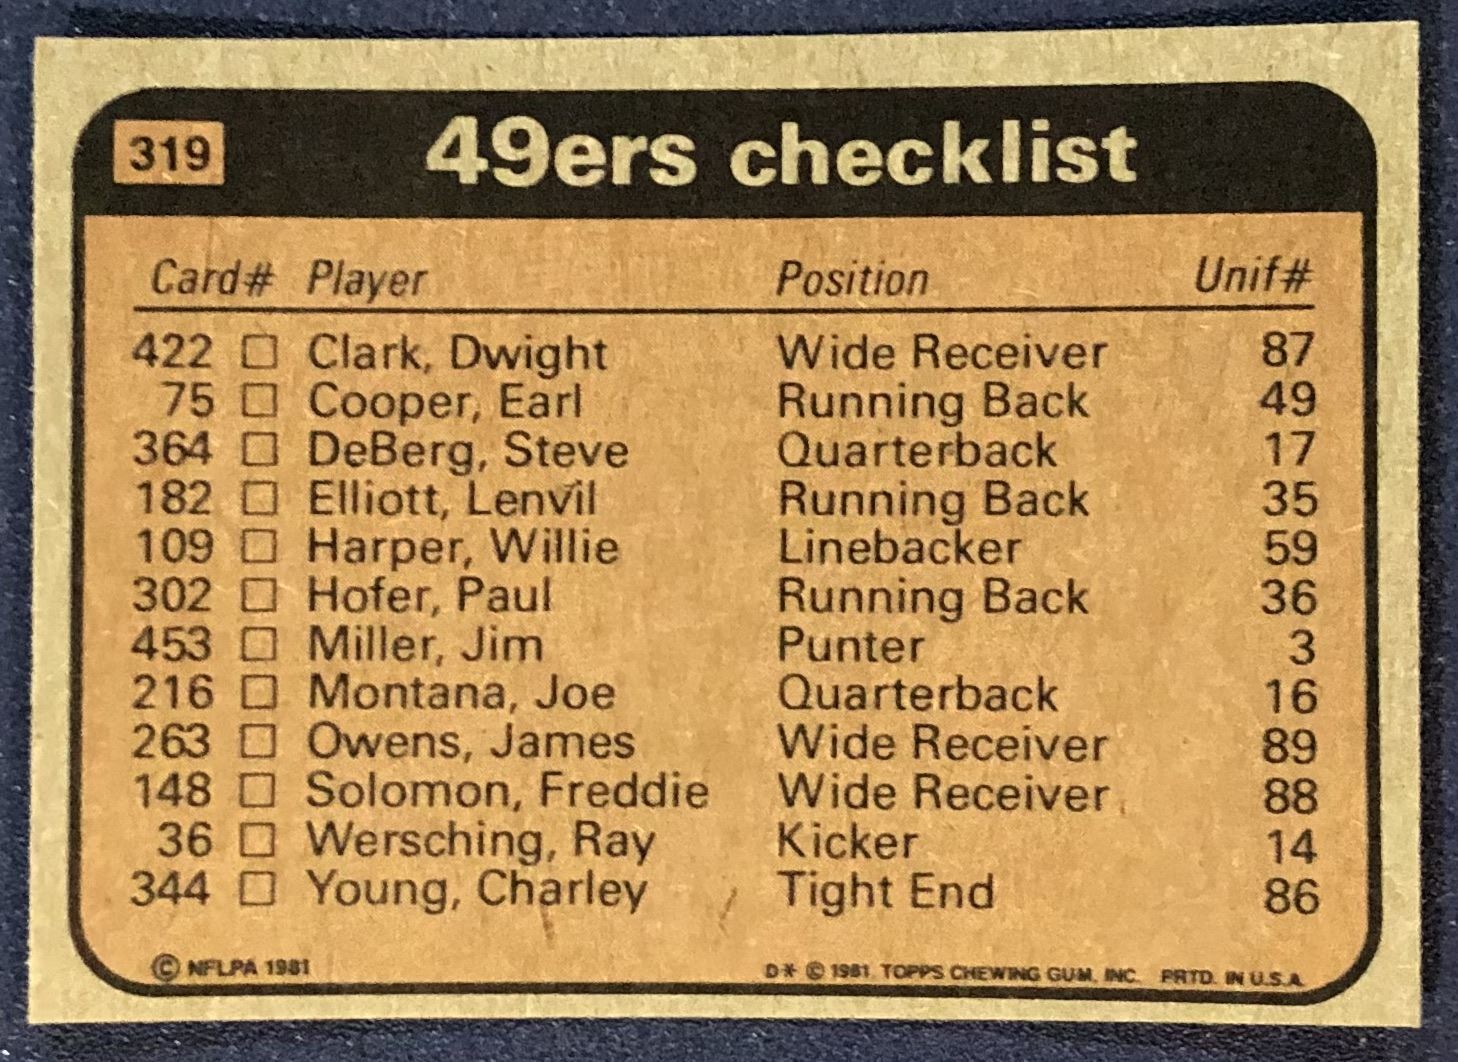 319 49ers checklist
Card# Player Position Unif#
422 □ Clark, Dwight Wide Receiver 87
75 □ Cooper, Earl Running Back 49
364 □ DeBerg, Steve Quarterback 17
182 □ Elliott, Lenvil Running Back 35
109 □ Harper, Willie Linebacker 59
302 □ Hofer, Paul Running Back 36
453 □ Miller, Jim Punter 3
216 □ Montana, Joe Quarterback 16
263 □ Owens, James Wide Receiver 89
148 □ Solomon, Freddie Wide Receiver 88
36 □ Wersching, Ray Kicker 14
344 □ Young, Charley Tight End 86
© NFLPA 1981 D* © 1981 TOPPS CHEWING GUM, INC. PRTD. IN U.S.A.